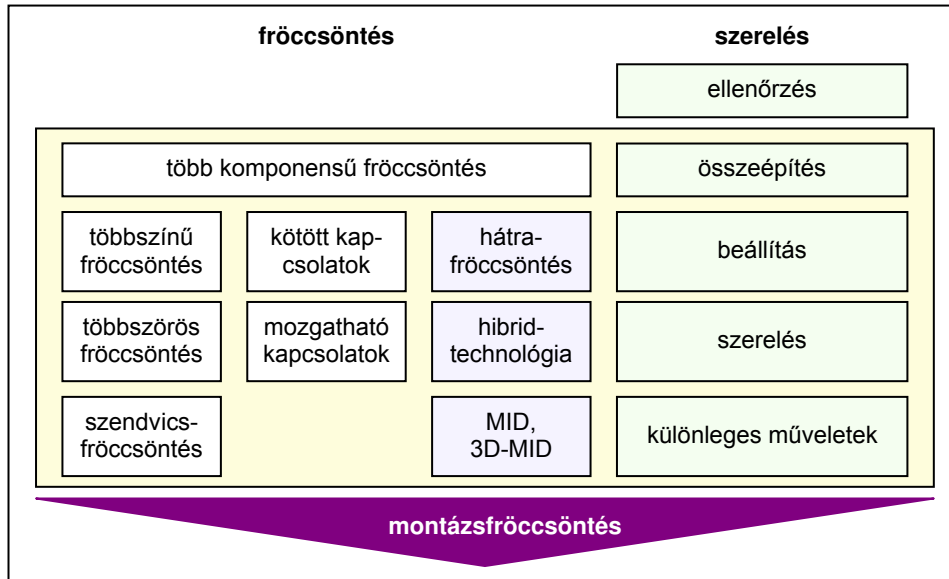 fröccsöntés
szerelés
ellenőrzés
több komponensű fröccsöntés
összeépítés
többszínű
fröccsöntés
kötött kap-
csolatok
hátra-
fröccsöntés
beállítás
többszörös
fröccsöntés
mozgatható
kapcsolatok
hibrid-
technológia
szerelés
szendvics-
fröccsöntés
MID,
3D-MID
különleges műveletek
montázsfröccsöntés